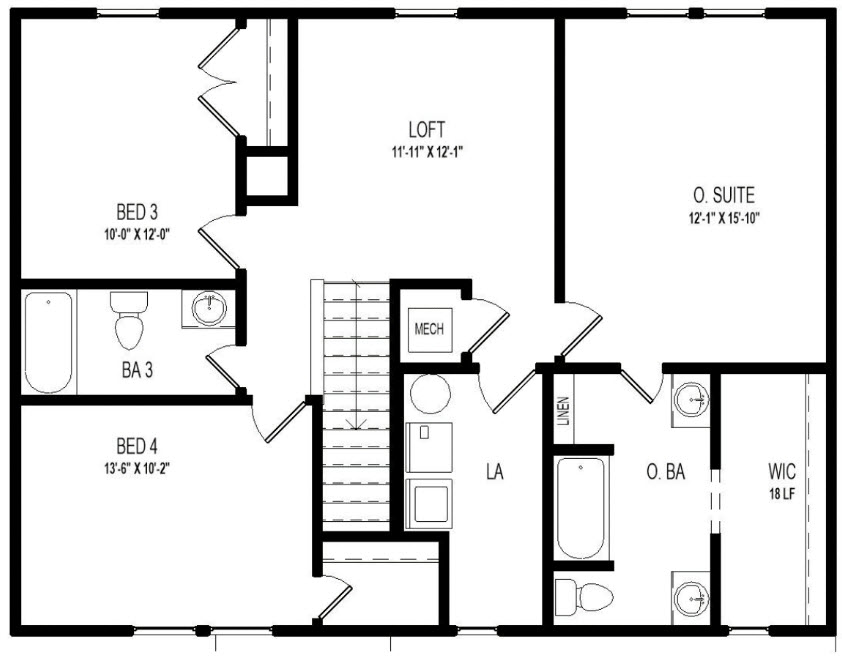 LOFT
11'-11" X 12'-1"
O. SUITE
12'-1" X 15'-10"
BED 3
10'-0" X 12'-0"
MECH
BA 3
LINEN
BED 4
13'-6" X 10'-2"
LA
O. BA
WIC
18 LF